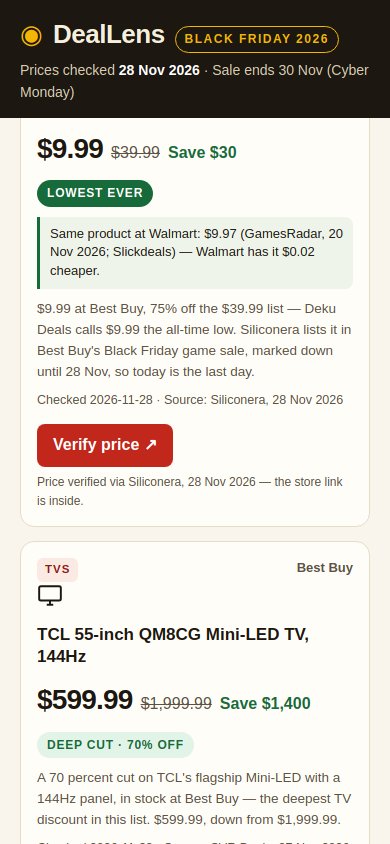 DealLens BLACK FRIDAY 2026
Prices checked 28 Nov 2026 · Sale ends 30 Nov (Cyber
Monday)
$9.99 $39.99 Save $30
LOWEST EVER
Same product at Walmart: $9.97 (GamesRadar, 20
Nov 2026; Slickdeals) — Walmart has it $0.02
cheaper.
$9.99 at Best Buy, 75% off the $39.99 list — Deku
Deals calls $9.99 the all-time low. Siliconera lists it in
Best Buy's Black Friday game sale, marked down
until 28 Nov, so today is the last day.
Checked 2026-11-28 · Source: Siliconera, 28 Nov 2026
Verify price ↗
Price verified via Siliconera, 28 Nov 2026 — the store link
is inside.
TVS Best Buy
TCL 55-inch QM8CG Mini-LED TV,
144Hz
$599.99 $1,999.99 Save $1,400
DEEP CUT · 70% OFF
A 70 percent cut on TCL's flagship Mini-LED with a
144Hz panel, in stock at Best Buy — the deepest TV
discount in this list. $599.99, down from $1,999.99.